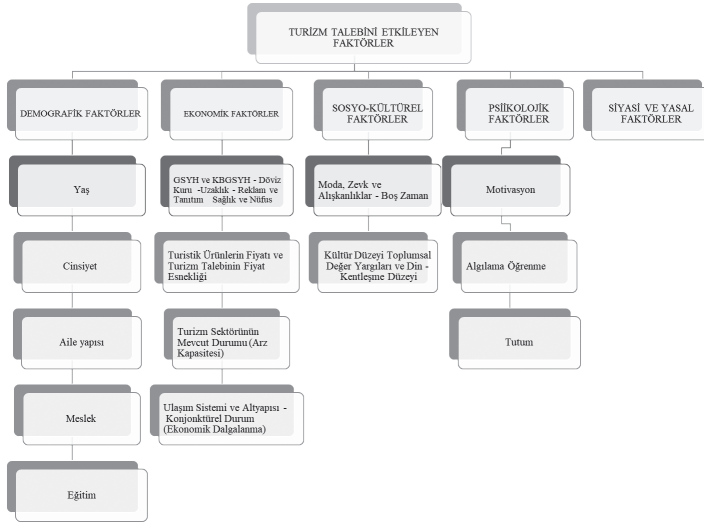 TURİZM TALEBİNİ ETKİLEYEN
FAKTÖRLER
DEMOGRAFİK FAKTÖRLER
EKONOMİK FAKTÖRLER
SOSYO-KÜLTÜREL
FAKTÖRLER
PSİİKOLOJİK
FAKTÖRLER
SİYASİ VE YASAL
FAKTÖRLER
Yaş
GSYH ve KBGSYH - Döviz
Kuru -Uzaklık - Reklam ve
Tanıtım Sağlık ve Nüfus
Moda, Zevk ve
Alışkanlıklar - Boş Zaman
Motivasyon
Cinsiyet
Turistik Ürünlerin Fiyatı ve
Turizm Talebinin Fiyat
Esnekliği
Kültür Düzeyi Toplumsal
Değer Yargıları ve Din -
Kentleşme Düzeyi
Algılama Öğrenme
Aile yapısı
Turizm Sektörünün
Mevcut Durumu (Arz
Kapasitesi)
Tutum
Meslek
Ulaşım Sistemi ve Altyapısı -
Konjonktürel Durum
(Ekonomik Dalgalanma)
Eğitim